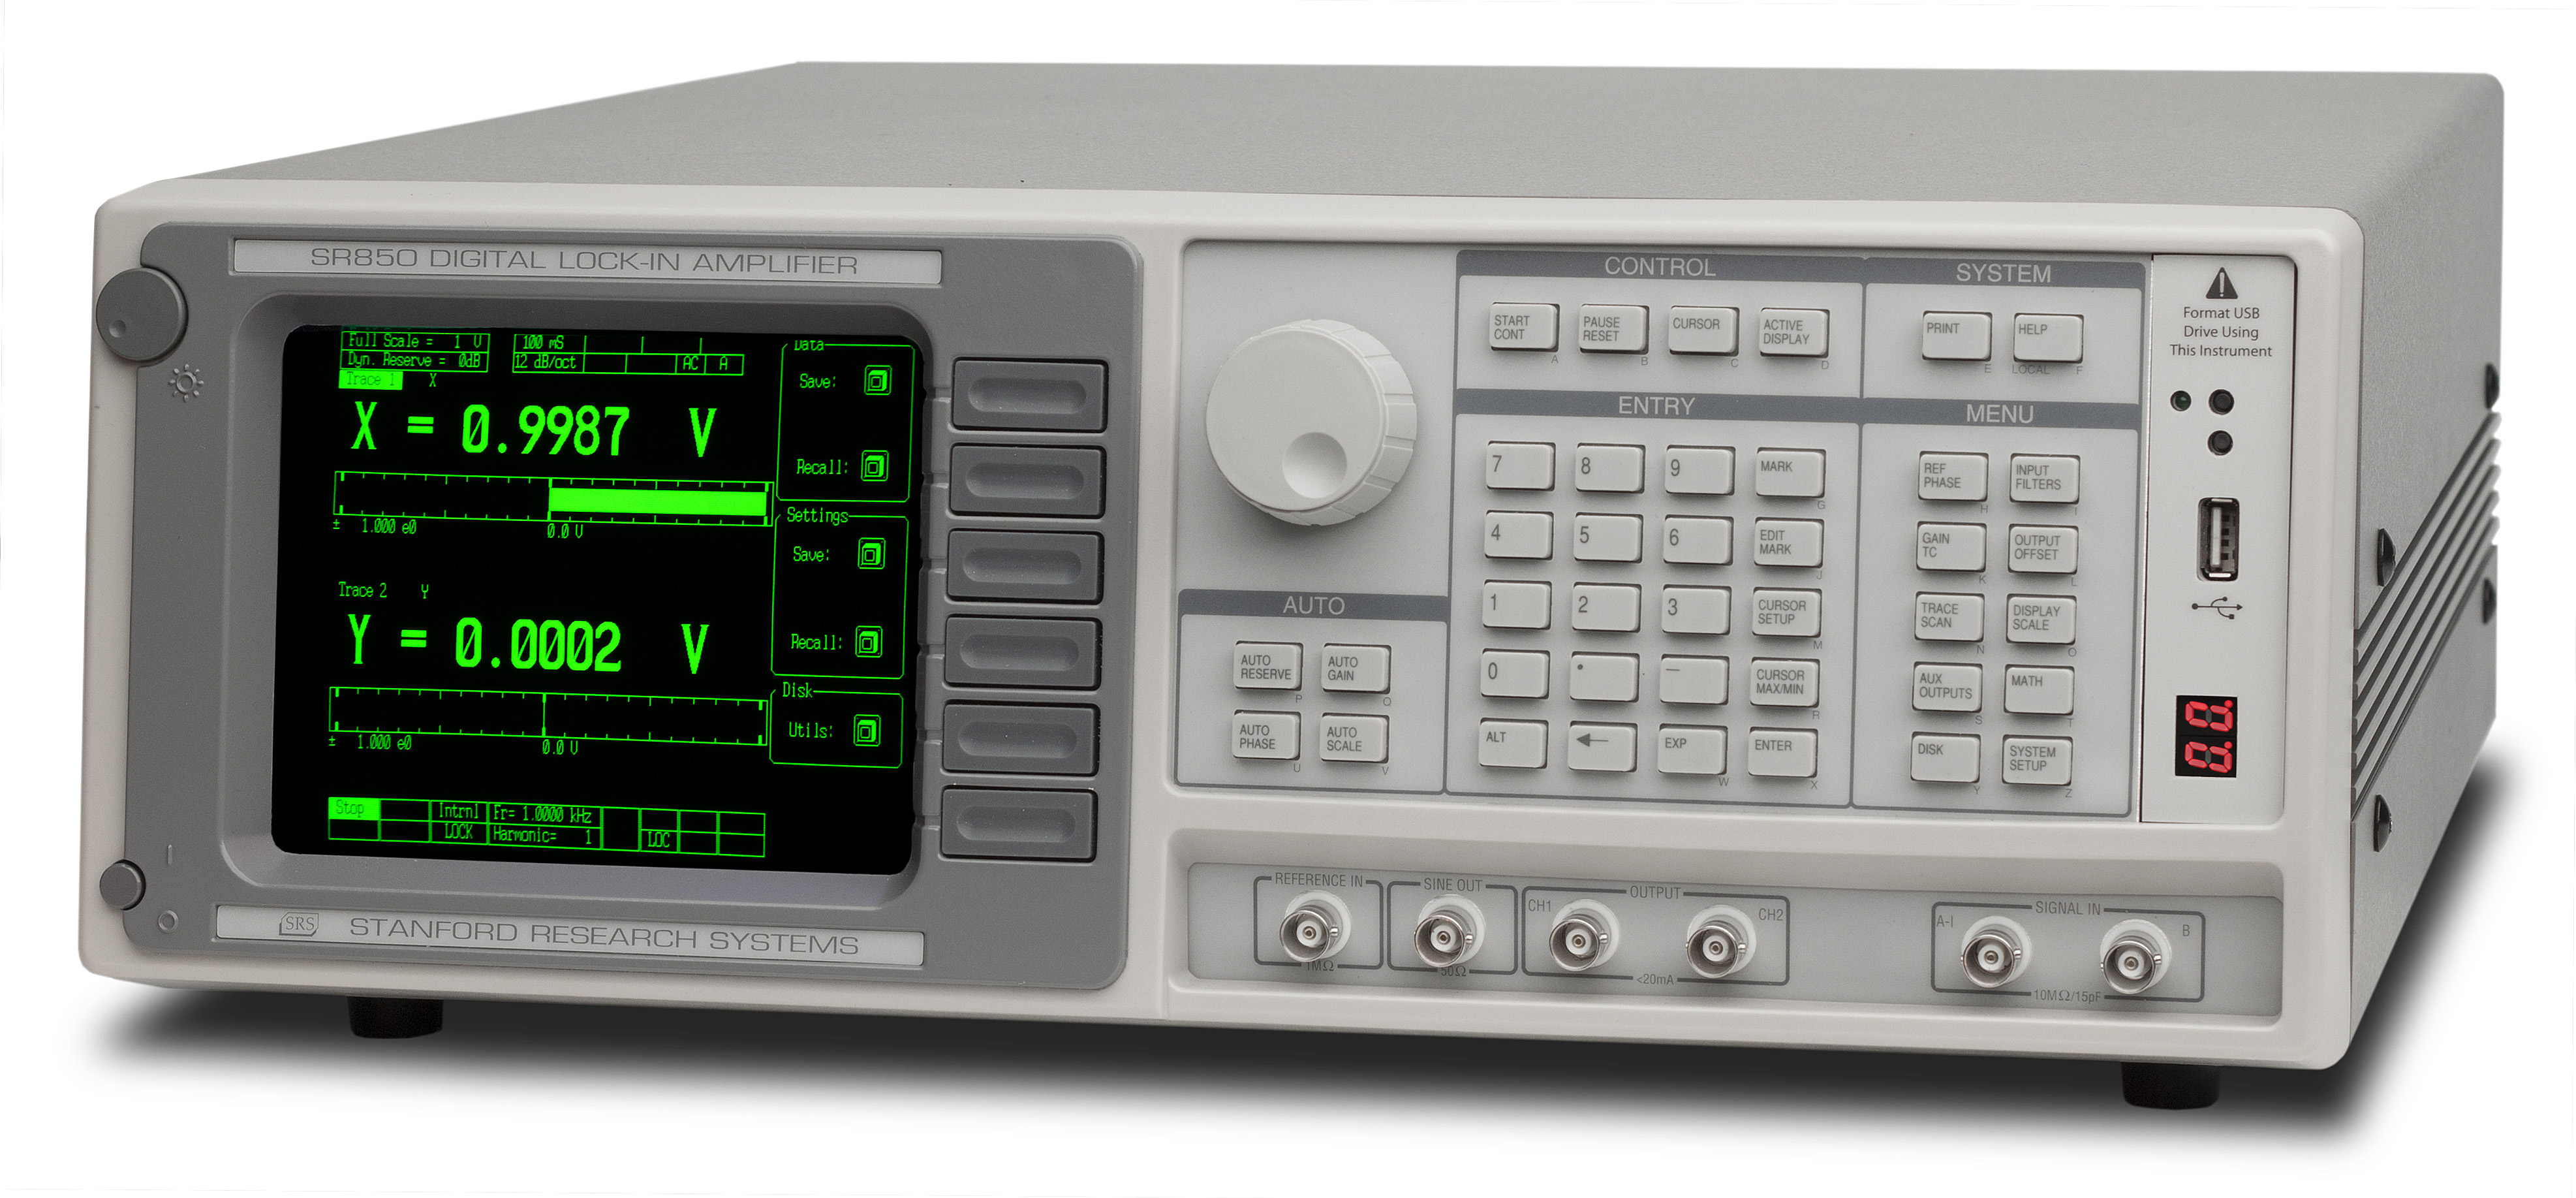 SR850 DIGITAL LOCK-IN AMPLIFIER
Full Scale = 1 V
Dyn. Reserve = 0dB
100 mS
12 dB/oct
AC A
Trace 1 X
X = 0.9987 V
± 1.000 e0
0.0 V
Trace 2 Y
Y = 0.0002 V
± 1.000 e0
0.0 V
Stop
Intrnl
Fr= 1.0000 kHz
LOCK
Harmonic= 1
LOC
Data
Save:
Recall:
Settings
Save:
Recall:
Disk
Utils:
I
O
SRS STANFORD RESEARCH SYSTEMS
AUTO
AUTO
RESERVE
P
AUTO
GAIN
Q
AUTO
PHASE
U
AUTO
SCALE
V
CONTROL
START
CONT
A
PAUSE
RESET
B
CURSOR
C
ACTIVE
DISPLAY
D
ENTRY
7
8
9
MARK
G
4
5
6
EDIT
MARK
J
1
2
3
CURSOR
SETUP
M
0
.
–
CURSOR
MAX/MIN
R
ALT
←
EXP
W
ENTER
X
SYSTEM
PRINT
E
HELP
LOCAL
F
MENU
REF
PHASE
H
INPUT
FILTERS
I
GAIN
TC
K
OUTPUT
OFFSET
L
TRACE
SCAN
N
DISPLAY
SCALE
O
AUX
OUTPUTS
S
MATH
T
DISK
Y
SYSTEM
SETUP
Z
Format USB
Drive Using
This Instrument
REFERENCE IN
1MΩ
SINE OUT
50Ω
OUTPUT
CH1
CH2
<20mA
SIGNAL IN
A-I
B
10MΩ/15pF